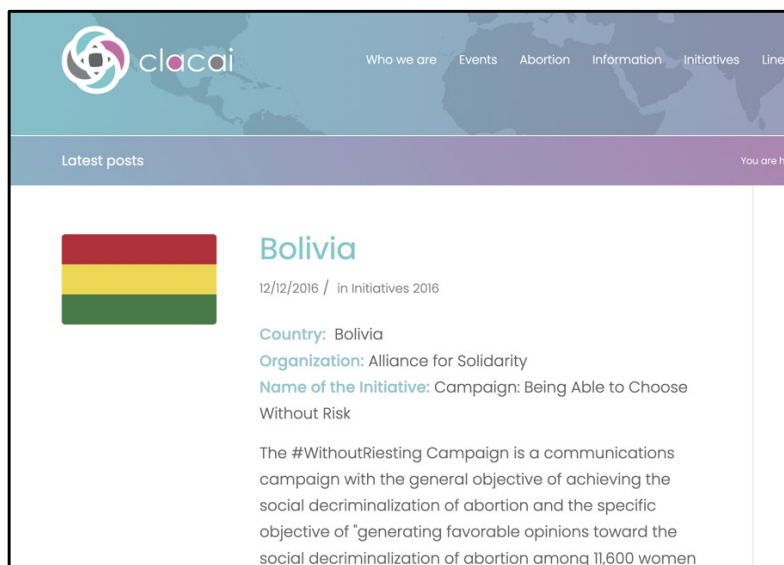 clacai
Who we are Events Abortion Information Initiatives Line
Latest posts
You are h
Bolivia
12/12/2016 / in Initiatives 2016
Country: Bolivia
Organization: Alliance for Solidarity
Name of the Initiative: Campaign: Being Able to Choose
Without Risk
The #WithoutRiesting Campaign is a communications
campaign with the general objective of achieving the
social decriminalization of abortion and the specific
objective of "generating favorable opinions toward the
social decriminalization of abortion among 11,600 women